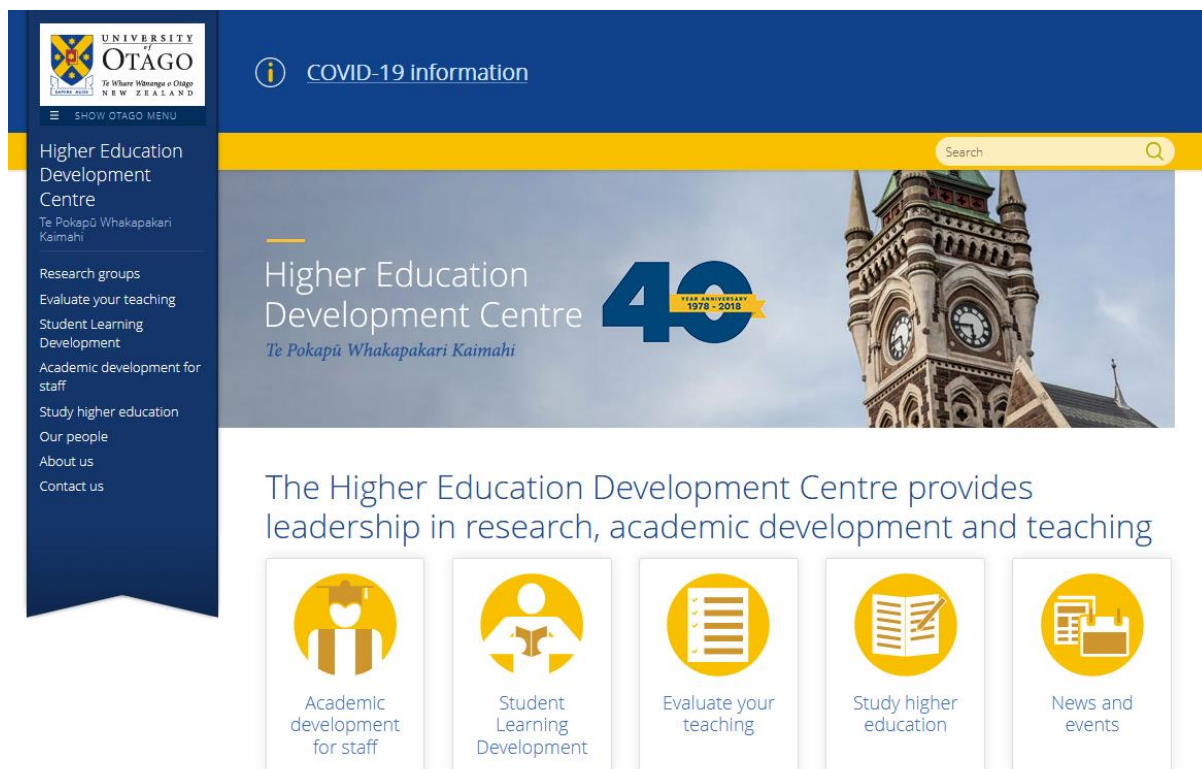 UNIVERSITY
of
OTAGO
Te Whare Wānanga o Otāgo
NEW ZEALAND
SAPERE AUDE
☰ SHOW OTAGO MENU
COVID-19 information
Search
Higher Education
Development
Centre
Te Pokapū Whakapakari
Kaimahi
Research groups
Evaluate your teaching
Student Learning
Development
Academic development for
staff
Study higher education
Our people
About us
Contact us
Higher Education
Development Centre
Te Pokapū Whakapakari Kaimahi
40
YEAR ANNIVERSARY
1978 - 2018
The Higher Education Development Centre provides
leadership in research, academic development and teaching
Academic
development
for staff
Student
Learning
Development
Evaluate your
teaching
Study higher
education
News and
events